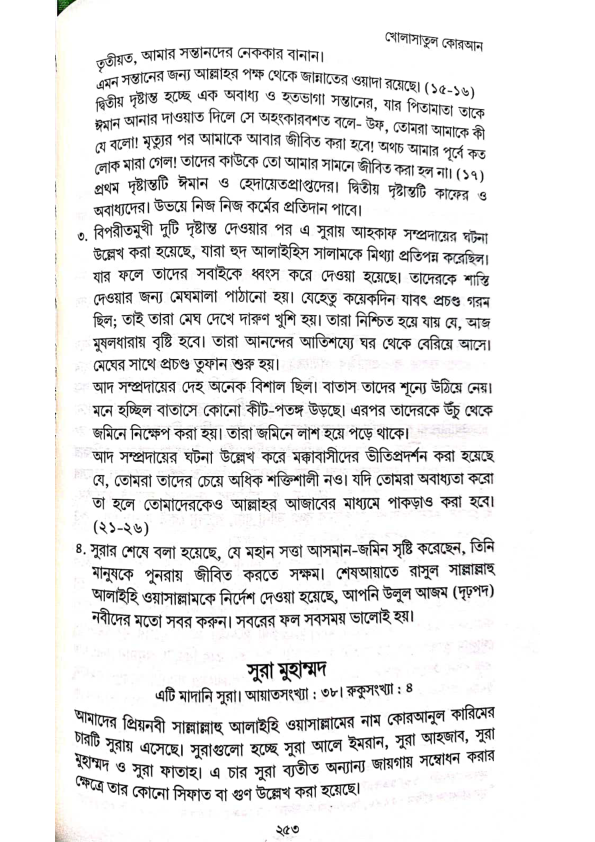 খোলাসাতুল কোরআন
তৃতীয়ত, আমার সন্তানদের নেককার বানান।
এমন সন্তানের জন্য আল্লাহর পক্ষ থেকে জান্নাতের ওয়াদা রয়েছে। (১৫-১৬)
দ্বিতীয় দৃষ্টান্ত হচ্ছে এক অবাধ্য ও হতভাগা সন্তানের, যার পিতামাতা তাকে
ঈমান আনার দাওয়াত দিলে সে অহংকারবশত বলে- উফ, তোমরা আমাকে কী
যে বলো! মৃত্যুর পর আমাকে আবার জীবিত করা হবে! অথচ আমার পূর্বে কত
লোক মারা গেল! তাদের কাউকে তো আমার সামনে জীবিত করা হল না। (১৭)
প্রথম দৃষ্টান্তটি ঈমান ও হেদায়েতপ্রাপ্তদের। দ্বিতীয় দৃষ্টান্তটি কাফের ও
অবাধ্যদের। উভয়ে নিজ নিজ কর্মের প্রতিদান পাবে।
৩. বিপরীতমুখী দুটি দৃষ্টান্ত দেওয়ার পর এ সুরায় আহকাফ সম্প্রদায়ের ঘটনা
উল্লেখ করা হয়েছে, যারা হুদ আলাইহিস সালামকে মিথ্যা প্রতিপন্ন করেছিল।
যার ফলে তাদের সবাইকে ধ্বংস করে দেওয়া হয়েছে। তাদেরকে শাস্তি
দেওয়ার জন্য মেঘমালা পাঠানো হয়। যেহেতু কয়েকদিন যাবৎ প্রচণ্ড গরম
ছিল; তাই তারা মেঘ দেখে দারুণ খুশি হয়। তারা নিশ্চিত হয়ে যায় যে, আজ
মুষলধারায় বৃষ্টি হবে। তারা আনন্দের আতিশয্যে ঘর থেকে বেরিয়ে আসে।
মেঘের সাথে প্রচণ্ড তুফান শুরু হয়।
আদ সম্প্রদায়ের দেহ অনেক বিশাল ছিল। বাতাস তাদের শূন্যে উঠিয়ে নেয়।
মনে হচ্ছিল বাতাসে কোনো কীট-পতঙ্গ উড়ছে। এরপর তাদেরকে উঁচু থেকে
জমিনে নিক্ষেপ করা হয়। তারা জমিনে লাশ হয়ে পড়ে থাকে।
আদ সম্প্রদায়ের ঘটনা উল্লেখ করে মক্কাবাসীদের ভীতিপ্রদর্শন করা হয়েছে
যে, তোমরা তাদের চেয়ে অধিক শক্তিশালী নও। যদি তোমরা অবাধ্যতা করো
তা হলে তোমাদেরকেও আল্লাহর আজাবের মাধ্যমে পাকড়াও করা হবে।
(২১-২৬)
৪. সুরার শেষে বলা হয়েছে, যে মহান সত্তা আসমান-জমিন সৃষ্টি করেছেন, তিনি
মানুষকে পুনরায় জীবিত করতে সক্ষম। শেষআয়াতে রাসুল সাল্লাল্লাহু
আলাইহি ওয়াসাল্লামকে নির্দেশ দেওয়া হয়েছে, আপনি উলুল আজম (দৃঢ়পদ)
নবীদের মতো সবর করুন। সবরের ফল সবসময় ভালোই হয়।
সুরা মুহাম্মদ
এটি মাদানি সুরা। আয়াতসংখ্যা : ৩৮। রুকুসংখ্যা : ৪
আমাদের প্রিয়নবী সাল্লাল্লাহু আলাইহি ওয়াসাল্লামের নাম কোরআনুল কারিমের
চারটি সুরায় এসেছে। সুরাগুলো হচ্ছে সুরা আলে ইমরান, সুরা আহজাব, সুরা
মুহাম্মদ ও সুরা ফাতাহ। এ চার সুরা ব্যতীত অন্যান্য জায়গায় সম্বোধন করার
ক্ষেত্রে তার কোনো সিফাত বা গুণ উল্লেখ করা হয়েছে।
২৫৩